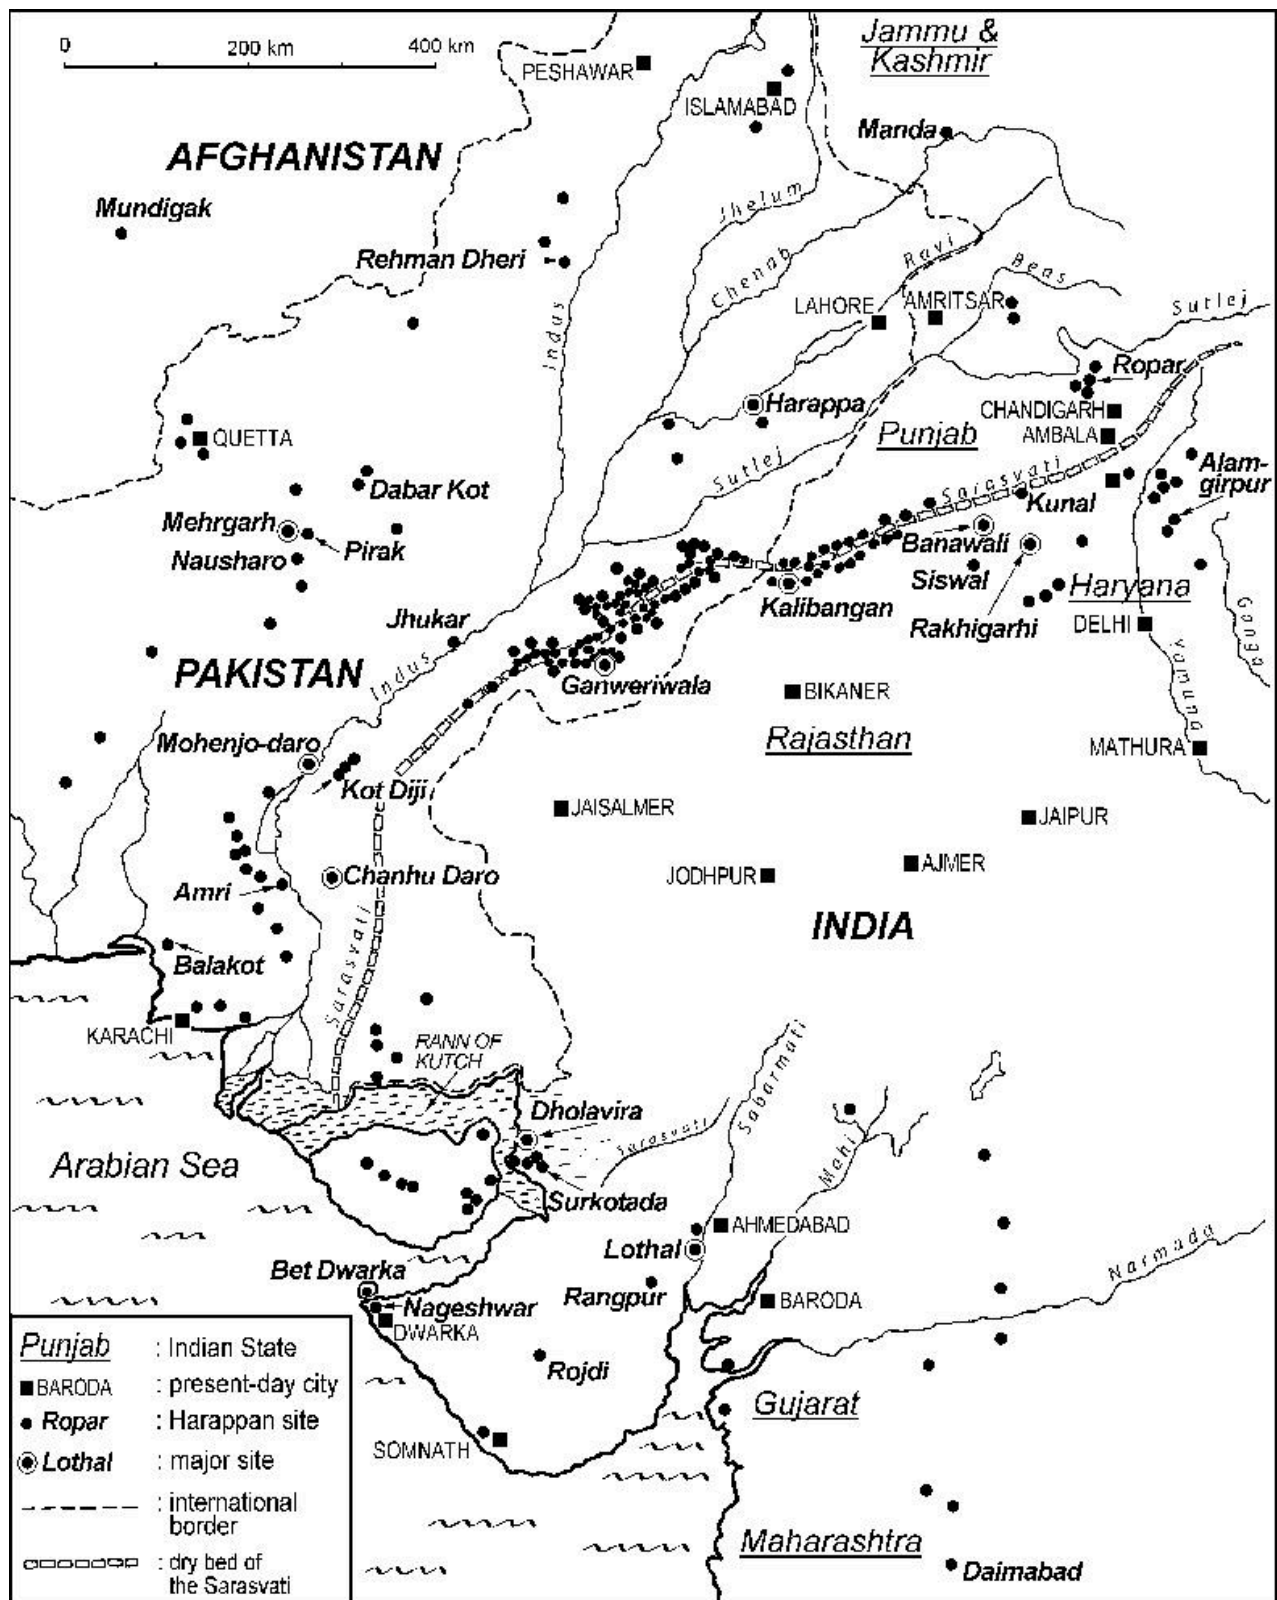 0
200 km
400 km
Jammu &
Kashmir
PESHAWAR
ISLAMABAD
Manda
AFGHANISTAN
Mundigak
Jhelum
Rehman Dheri
Chenab
Ravi
Beas
LAHORE
AMRITSAR
Sutlej
Indus
Ropar
Harappa
CHANDIGARH
AMBALA
Punjab
QUETTA
Sutlej
Sarasvati
Alam-
girpur
Dabar Kot
Kunal
Mehrgarh
Pirak
Banawali
Nausharo
Siswal
Kalibangan
Haryana
Jhukar
Rakhigarhi
DELHI
Ganga
Indus
PAKISTAN
Ganweriwala
BIKANER
Yamuna
Mohenjo-daro
Rajasthan
MATHURA
Kot Diji
JAISALMER
JAIPUR
Chanhu Daro
JODHPUR
AJMER
Amri
INDIA
Sarasvati
Balakot
KARACHI
RANN OF
KUTCH
Sabarmati
Dholavira
Sarasvati
Mahi
Arabian Sea
Surkotada
AHMEDABAD
Lothal
Narmada
Bet Dwarka
Rangpur
BARODA
Nageshwar
DWARKA
Rojdi
Gujarat
SOMNATH
Maharashtra
Daimabad
Punjab : Indian State
BARODA : present-day city
Ropar : Harappan site
Lothal : major site
: international
border
: dry bed of
the Sarasvati